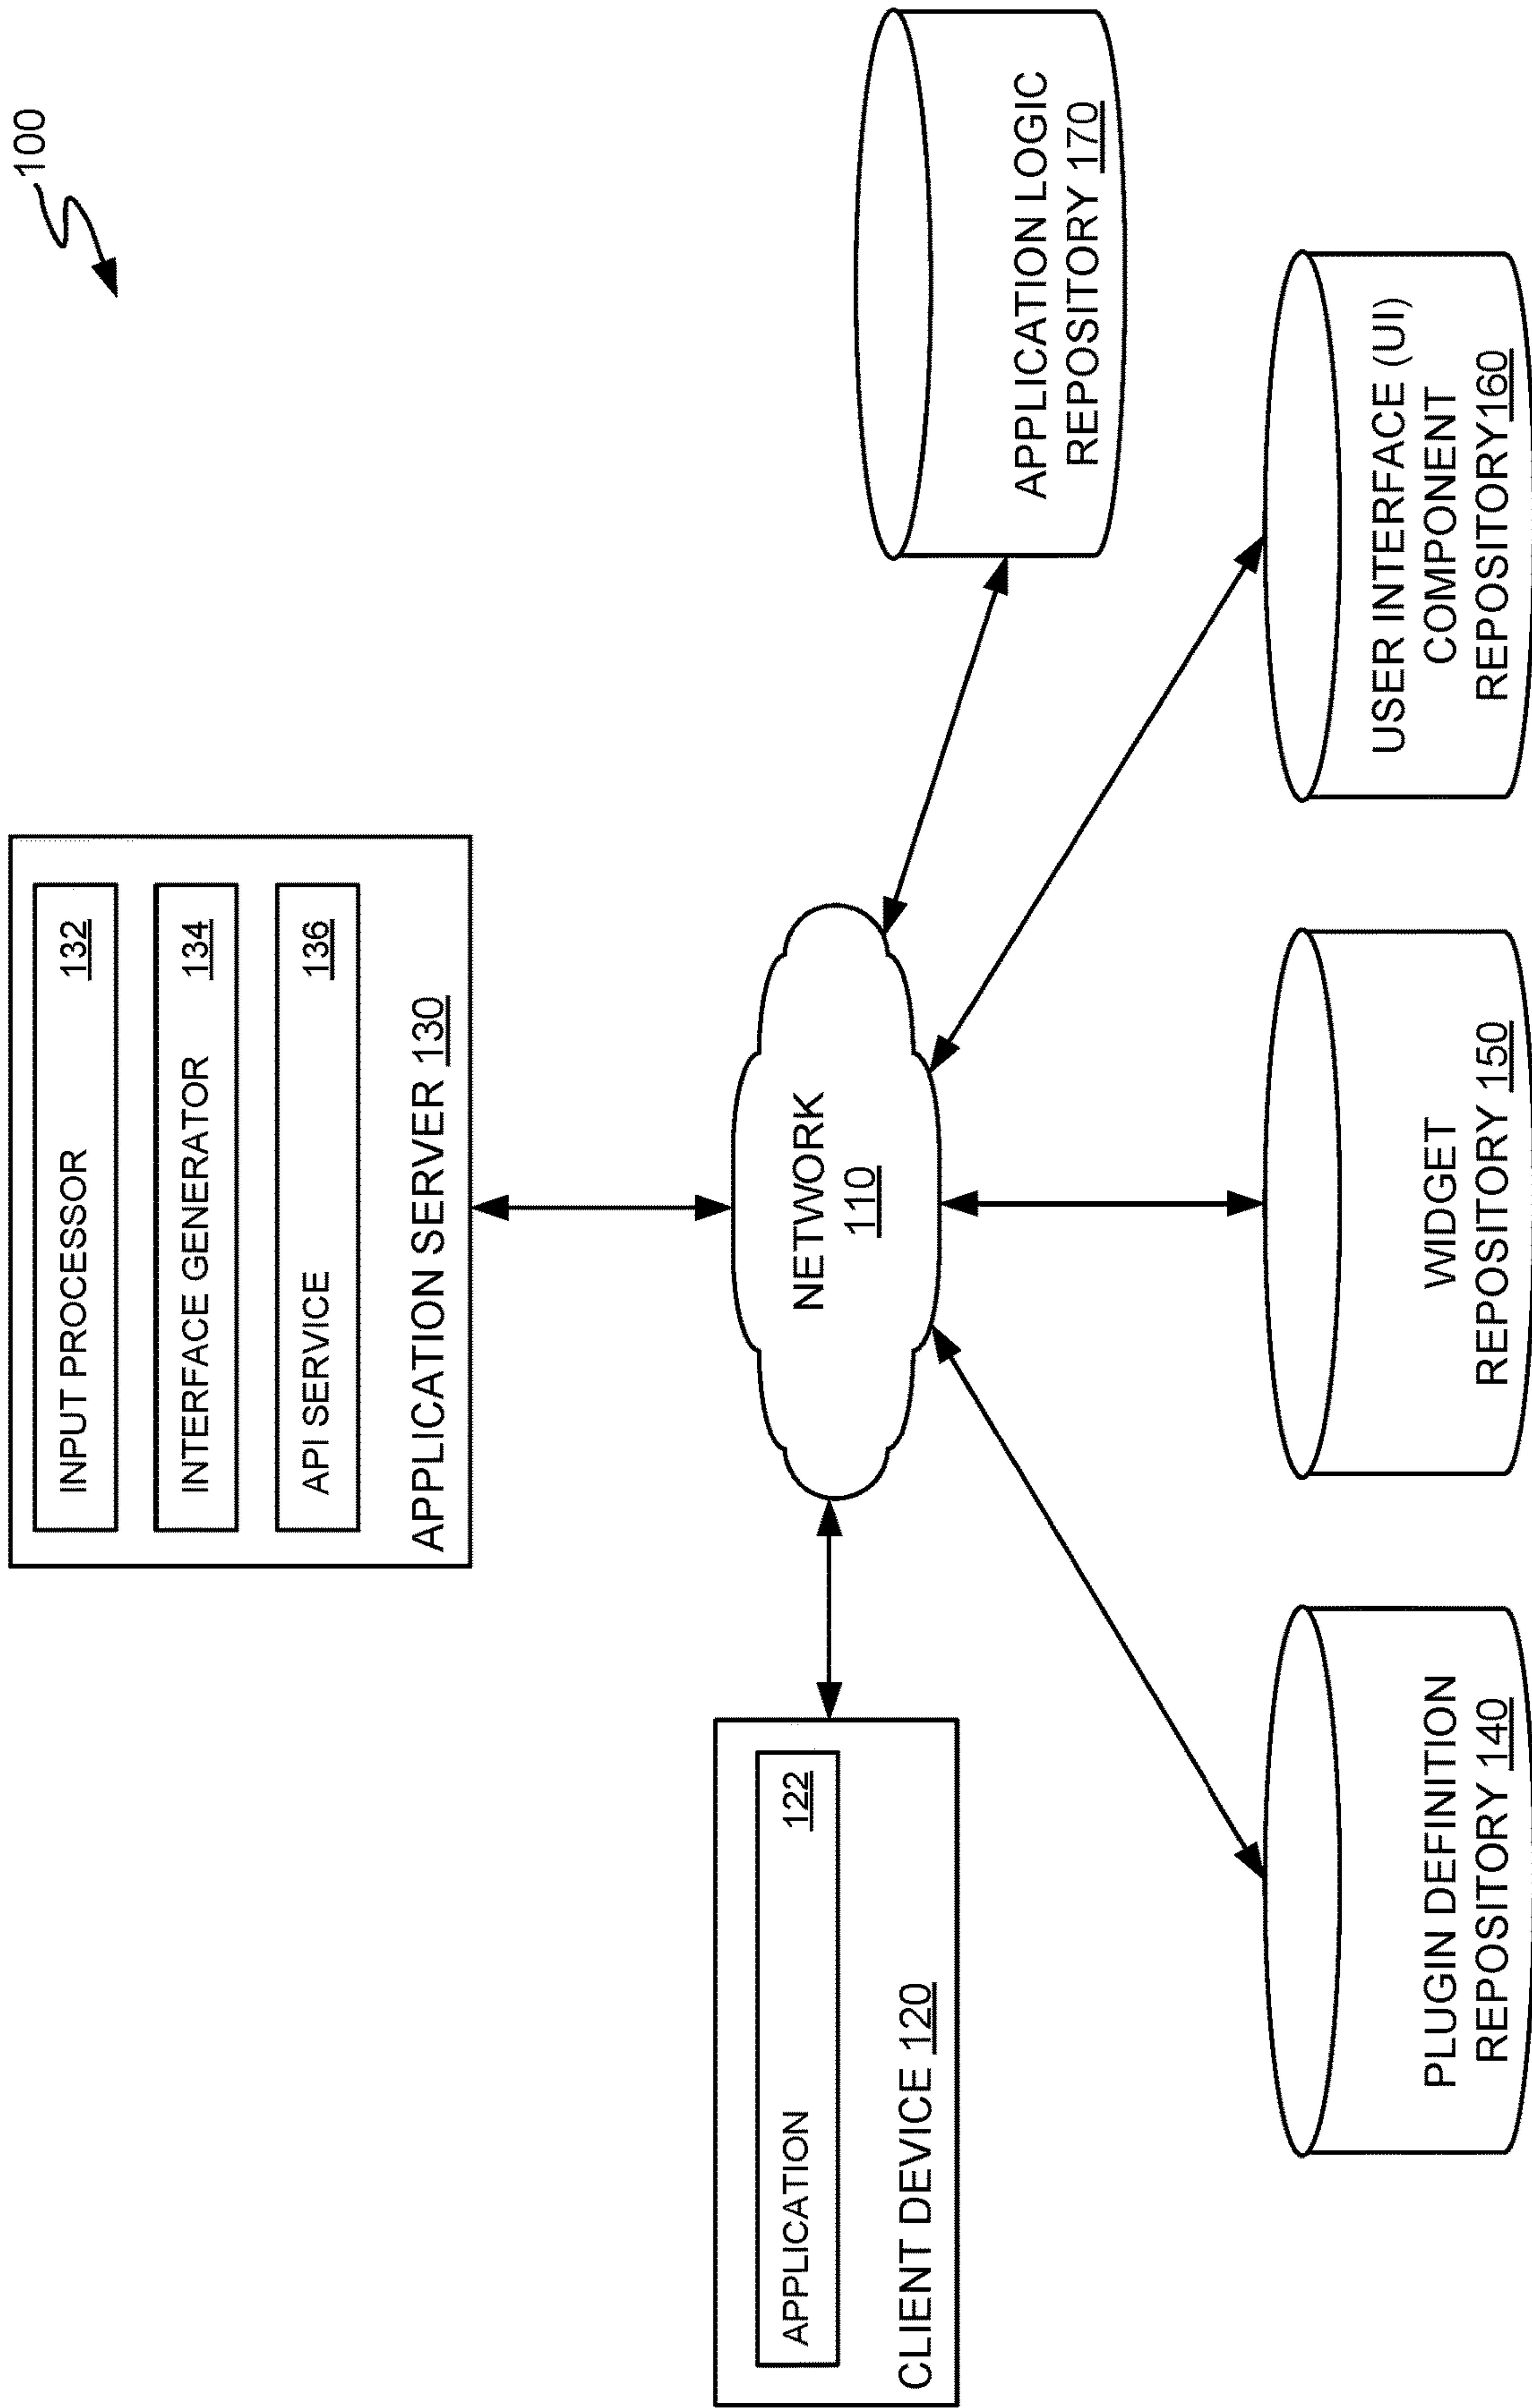 100
INPUT PROCESSOR 132
INTERFACE GENERATOR 134
API SERVICE 136
APPLICATION SERVER 130
APPLICATION 122
CLIENT DEVICE 120
NETWORK
110
APPLICATION LOGIC
REPOSITORY 170
PLUGIN DEFINITION
REPOSITORY 140
WIDGET
REPOSITORY 150
USER INTERFACE (UI)
COMPONENT
REPOSITORY160